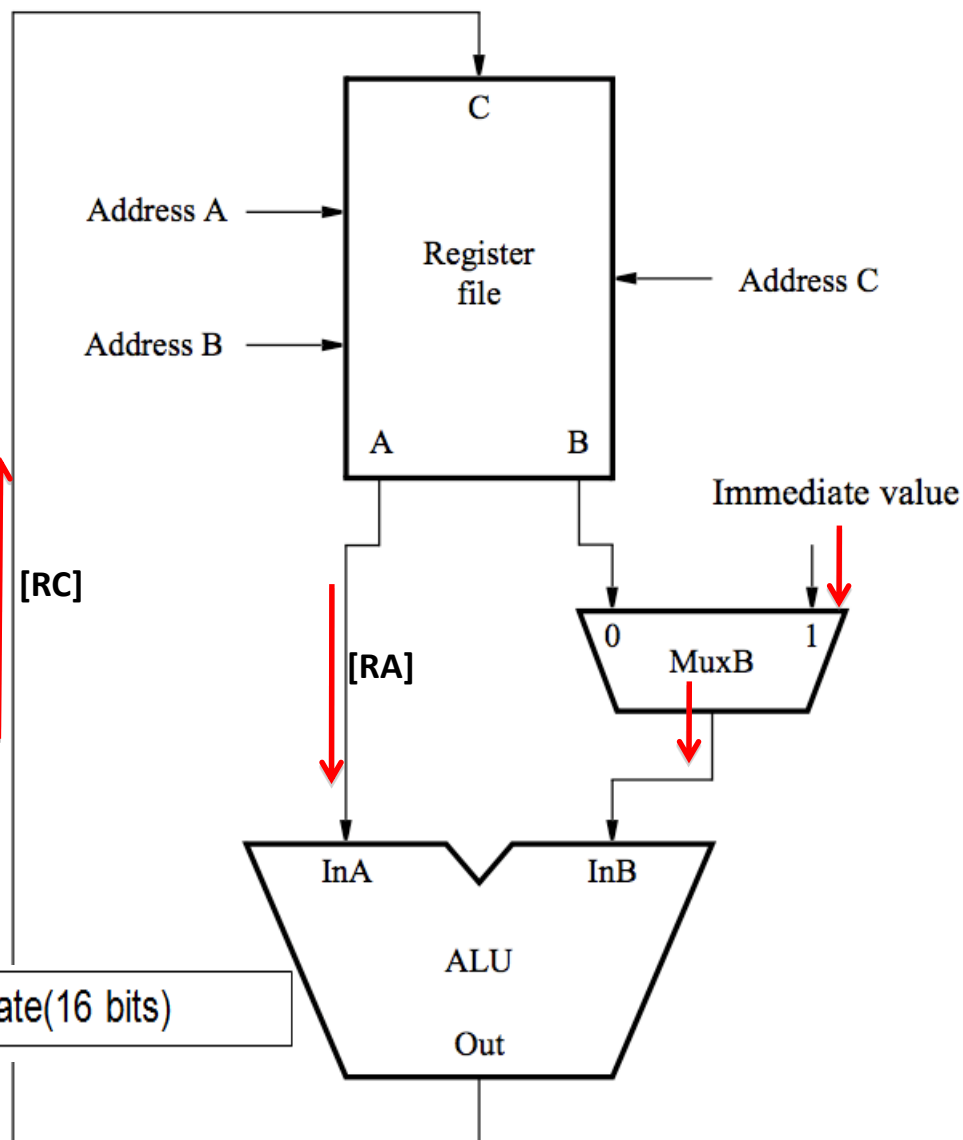 C
Address A
Register
file
Address C
Address B
A
B
Immediate value
[RC]
0
1
[RA]
MuxB
InA
InB
ALU
ate(16 bits)
Out